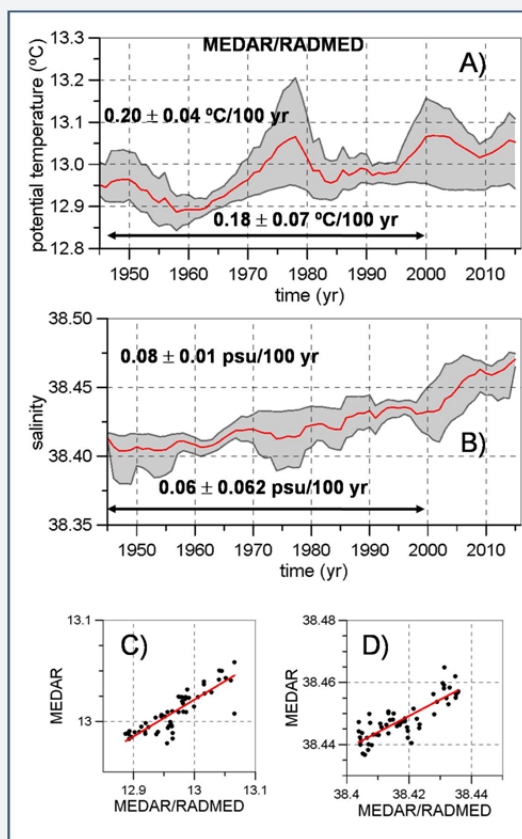 MEDAR/RADMED
A)
13.3
13.2
13.1
13.0
12.9
12.8
potential temperature (ºC)
0.20 ± 0.04 ºC/100 yr
0.18 ± 0.07 ºC/100 yr
1950 1960 1970 1980 1990 2000 2010
time (yr)
38.50
38.45
38.40
38.35
salinity
0.08 ± 0.01 psu/100 yr
B)
0.06 ± 0.062 psu/100 yr
1950 1960 1970 1980 1990 2000 2010
time (yr)
C)
13.1
13
MEDAR
12.9 13 13.1
MEDAR/RADMED
D)
38.48
38.46
38.44
MEDAR
38.4 38.42 38.44
MEDAR/RADMED